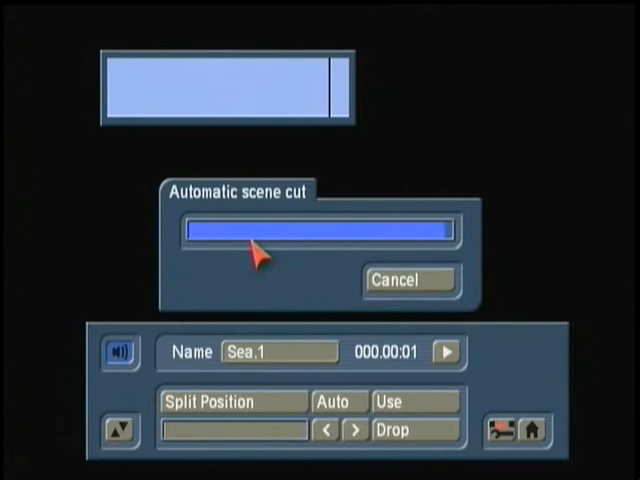 Automatic scene cut
Cancel
Name Sea.1 000.00:01
Split Position Auto Use
< > Drop